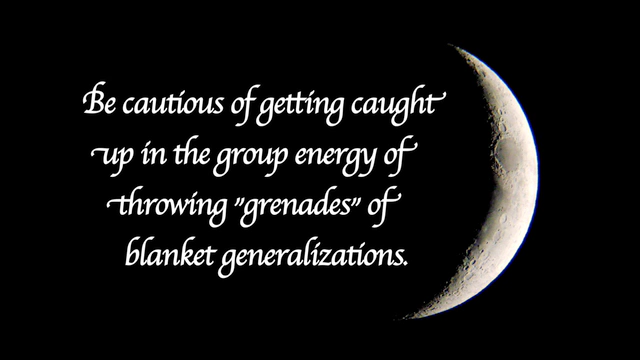 Be cautious of getting caught
up in the group energy of
throwing "grenades" of
blanket generalizations.